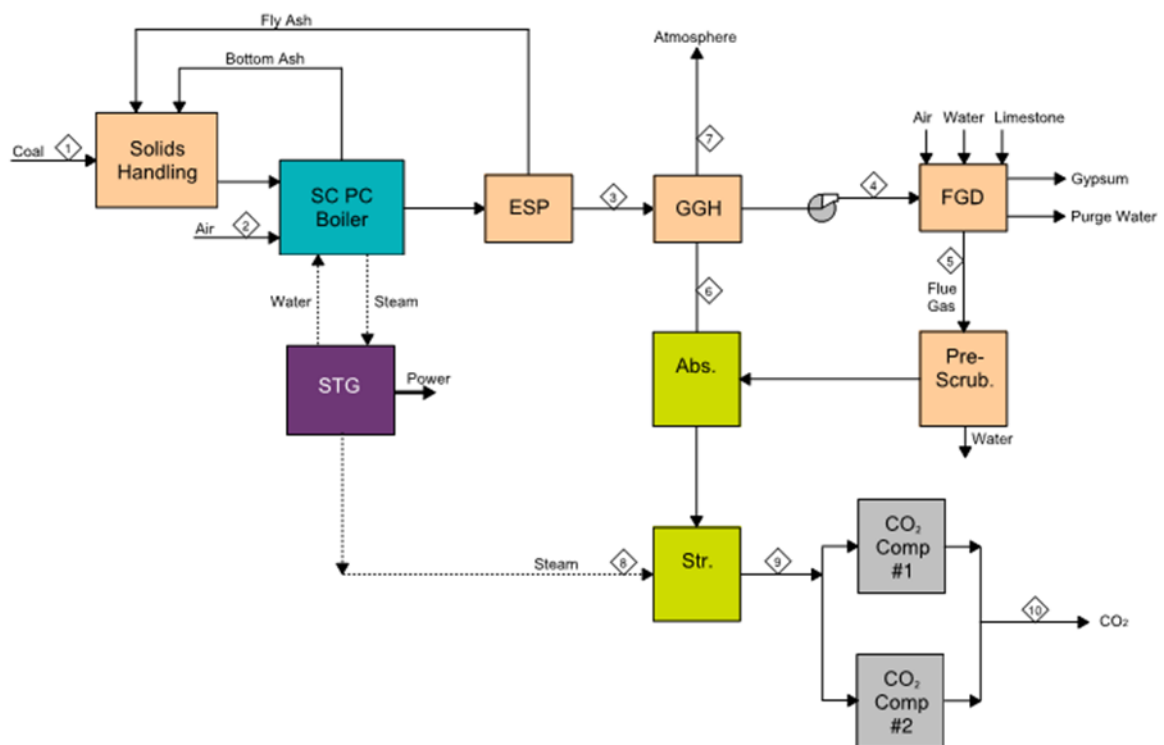 Fly Ash
Bottom Ash
Atmosphere
Coal
1
Solids
Handling
SC PC
Boiler
Air
2
ESP
3
GGH
7
4
Air
Water
Limestone
FGD
Gypsum
Purge Water
5
Flue
Gas
6
Water
Steam
STG
Power
Abs.
Pre-
Scrub.
Water
Steam
8
Str.
9
CO₂
Comp
#1
10
CO₂
CO₂
Comp
#2